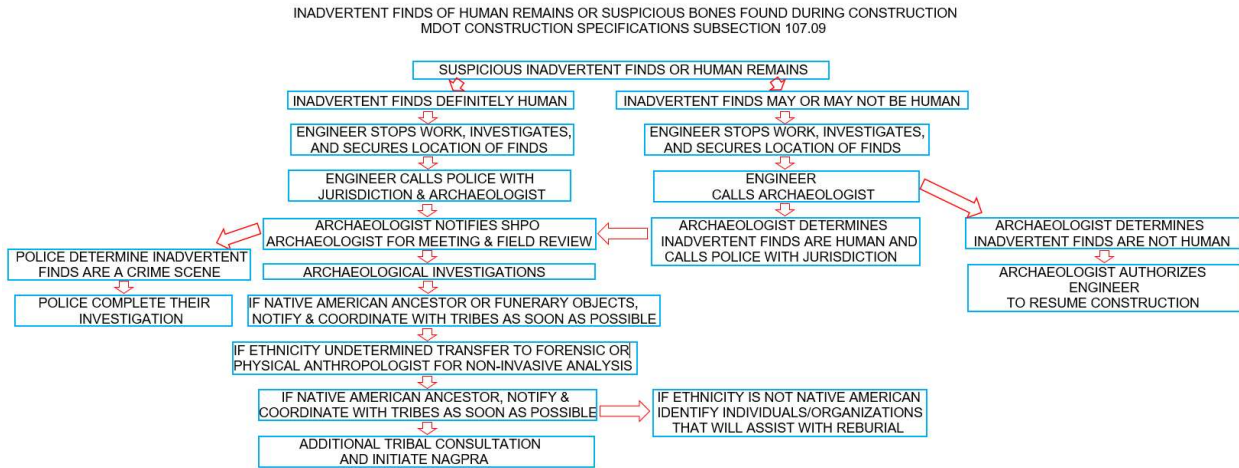 INADVERTENT FINDS OF HUMAN REMAINS OR SUSPICIOUS BONES FOUND DURING CONSTRUCTION
MDOT CONSTRUCTION SPECIFICATIONS SUBSECTION 107.09
SUSPICIOUS INADVERTENT FINDS OR HUMAN REMAINS
INADVERTENT FINDS DEFINITELY HUMAN
INADVERTENT FINDS MAY OR MAY NOT BE HUMAN
ENGINEER STOPS WORK, INVESTIGATES,
AND SECURES LOCATION OF FINDS
ENGINEER STOPS WORK, INVESTIGATES,
AND SECURES LOCATION OF FINDS
ENGINEER CALLS POLICE WITH
JURISDICTION & ARCHAEOLOGIST
ENGINEER
CALLS ARCHAEOLOGIST
ARCHAEOLOGIST NOTIFIES SHPO
ARCHAEOLOGIST FOR MEETING & FIELD REVIEW
ARCHAEOLOGIST DETERMINES
INADVERTENT FINDS ARE HUMAN AND
CALLS POLICE WITH JURISDICTION
ARCHAEOLOGIST DETERMINES
INADVERTENT FINDS ARE NOT HUMAN
POLICE DETERMINE INADVERTENT
FINDS ARE A CRIME SCENE
ARCHAEOLOGICAL INVESTIGATIONS
ARCHAEOLOGIST AUTHORIZES
ENGINEER
TO RESUME CONSTRUCTION
POLICE COMPLETE THEIR
INVESTIGATION
IF NATIVE AMERICAN ANCESTOR OR FUNERARY OBJECTS,
NOTIFY & COORDINATE WITH TRIBES AS SOON AS POSSIBLE
IF ETHNICITY UNDETERMINED TRANSFER TO FORENSIC OR
PHYSICAL ANTHROPOLOGIST FOR NON-INVASIVE ANALYSIS
IF NATIVE AMERICAN ANCESTOR, NOTIFY &
COORDINATE WITH TRIBES AS SOON AS POSSIBLE
IF ETHNICITY IS NOT NATIVE AMERICAN
IDENTIFY INDIVIDUALS/ORGANIZATIONS
THAT WILL ASSIST WITH REBURIAL
ADDITIONAL TRIBAL CONSULTATION
AND INITIATE NAGPRA